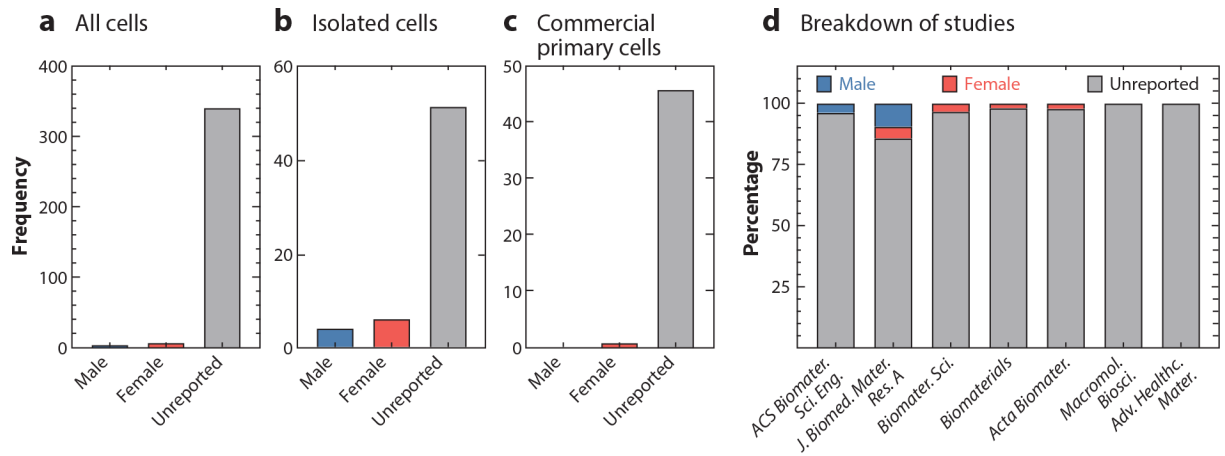 a All cells
Frequency
400
300
200
100
0
Male
Female
Unreported
b Isolated cells
60
40
20
0
Male
Female
Unreported
c Commercial
primary cells
50
40
30
20
10
0
Male
Female
Unreported
d Breakdown of studies
Male
Female
Unreported
Percentage
100
75
50
25
ACS Biomater.
Sci. Eng.
J. Biomed. Mater.
Res. A
Biomater. Sci.
Biomaterials
Acta Biomater.
Macromol.
Biosci.
Adv. Healthc.
Mater.